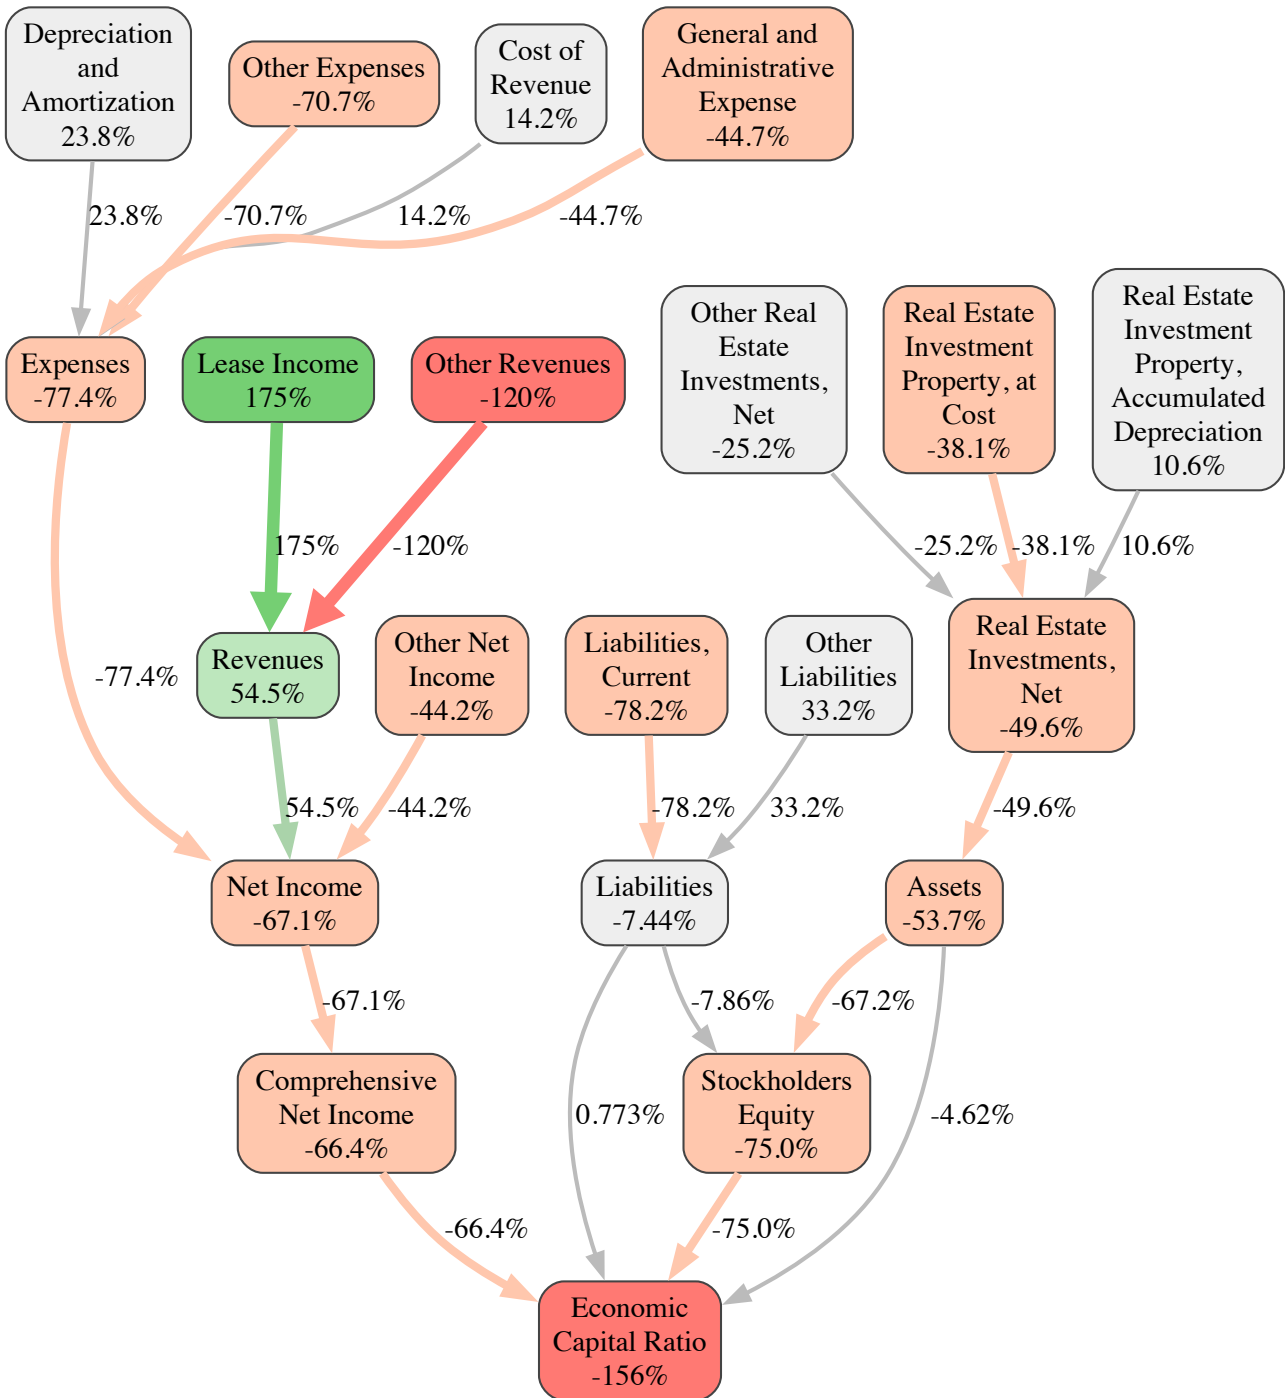 Depreciation
and
Amortization
23.8%
Other Expenses
-70.7%
Cost of
Revenue
14.2%
General and
Administrative
Expense
-44.7%
23.8%
-70.7%
14.2%
-44.7%
Expenses
-77.4%
Lease Income
175%
Other Revenues
-120%
Other Real
Estate
Investments,
Net
-25.2%
Real Estate
Investment
Property, at
Cost
-38.1%
Real Estate
Investment
Property,
Accumulated
Depreciation
10.6%
175%
-120%
-25.2%
-38.1%
10.6%
-77.4%
Revenues
54.5%
Other Net
Income
-44.2%
Liabilities,
Current
-78.2%
Other
Liabilities
33.2%
Real Estate
Investments,
Net
-49.6%
54.5%
-44.2%
-78.2%
33.2%
-49.6%
Net Income
-67.1%
Liabilities
-7.44%
Assets
-53.7%
-67.1%
-7.86%
-67.2%
Comprehensive
Net Income
-66.4%
0.773%
Stockholders
Equity
-75.0%
-4.62%
-66.4%
-75.0%
Economic
Capital Ratio
-156%